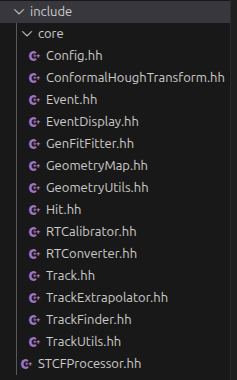 include
core
Config.hh
ConformalHoughTransform.hh
Event.hh
EventDisplay.hh
GenFitFitter.hh
GeometryMap.hh
GeometryUtils.hh
Hit.hh
RTCalibrator.hh
RTConverter.hh
Track.hh
TrackExtrapolator.hh
TrackFinder.hh
TrackUtils.hh
STCFProcessor.hh